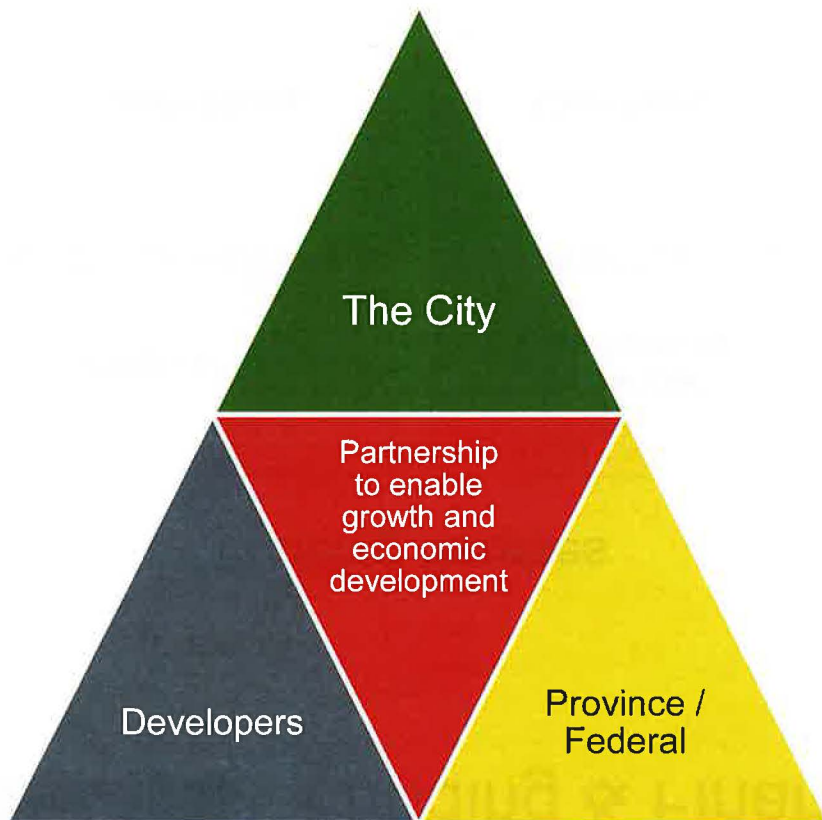 The City
Partnership
to enable
growth and
economic
development
Developers
Province /
Federal